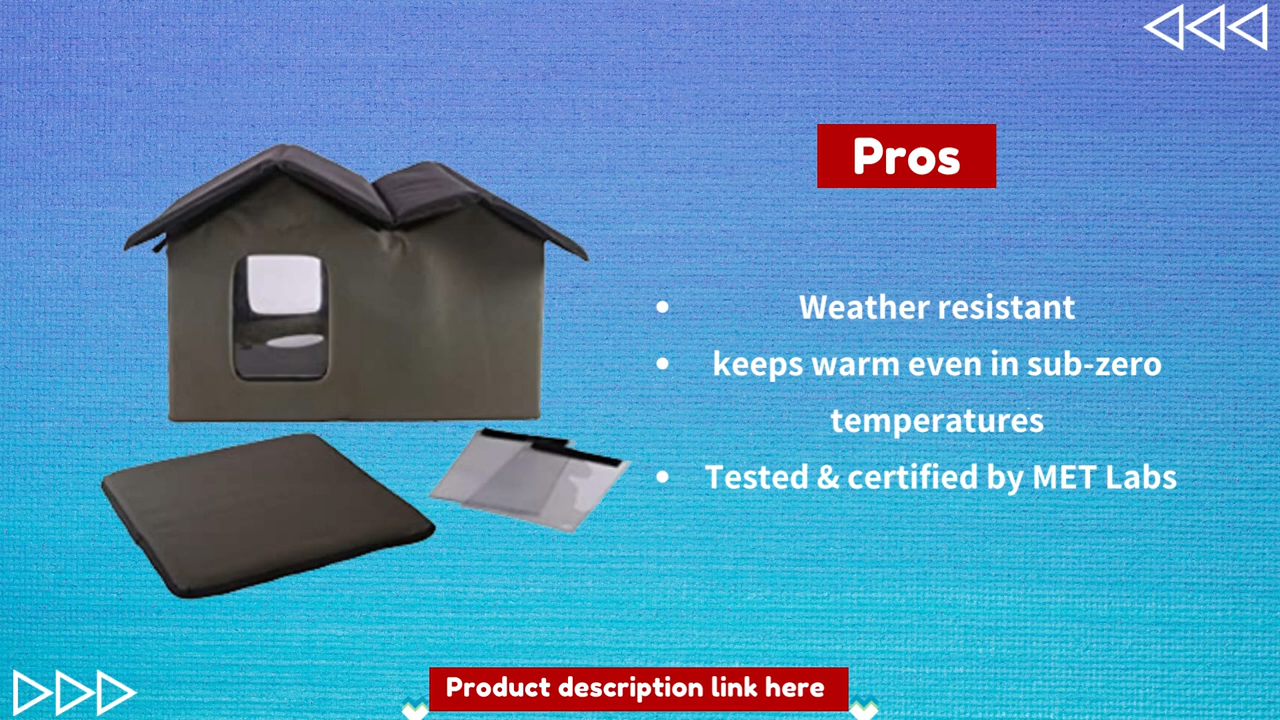 Pros
• Weather resistant
• keeps warm even in sub-zero
temperatures
• Tested & certified by MET Labs
Product description link here